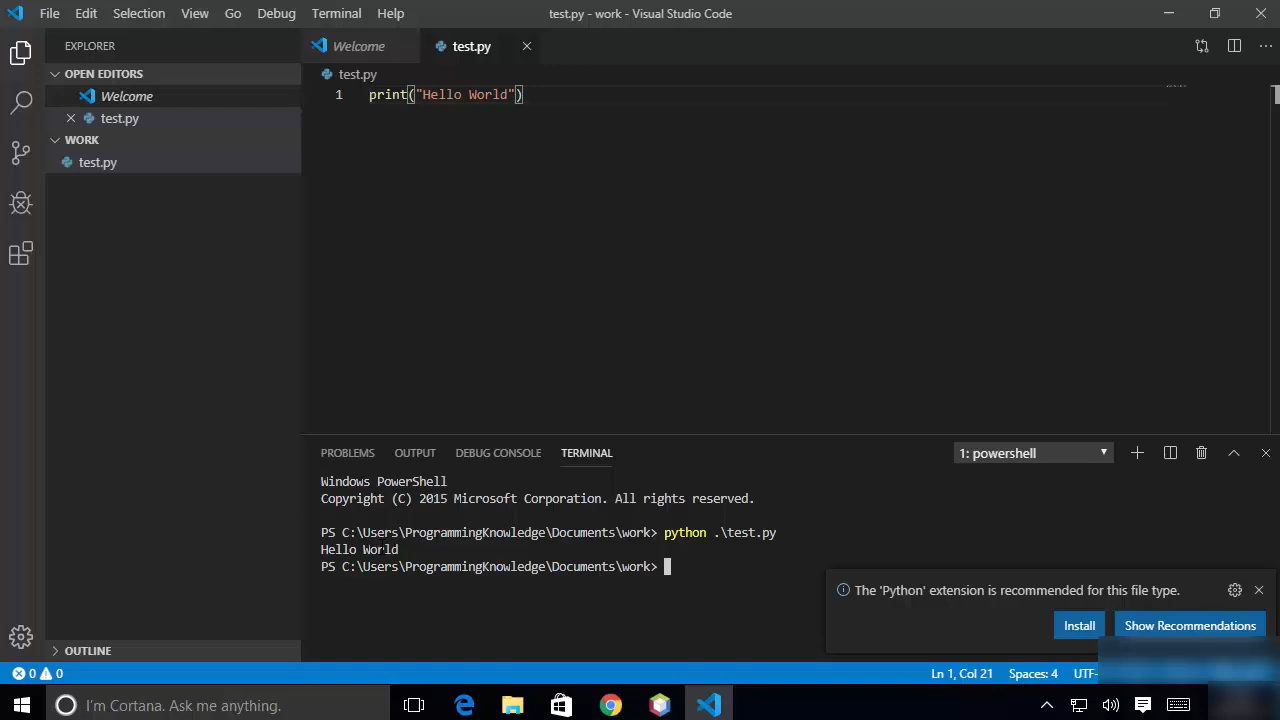 File Edit Selection View Go Debug Terminal Help
test.py - work - Visual Studio Code
EXPLORER
OPEN EDITORS
Welcome
test.py
WORK
test.py
OUTLINE
Welcome
test.py
test.py
1 print("Hello World")
PROBLEMS OUTPUT DEBUG CONSOLE TERMINAL
1: powershell
Windows PowerShell
Copyright (C) 2015 Microsoft Corporation. All rights reserved.
PS C:\Users\ProgrammingKnowledge\Documents\work> python .\test.py
Hello World
PS C:\Users\ProgrammingKnowledge\Documents\work>
The 'Python' extension is recommended for this file type.
Install
Show Recommendations
0 0
Ln 1, Col 21 Spaces: 4 UTF-
I'm Cortana. Ask me anything.